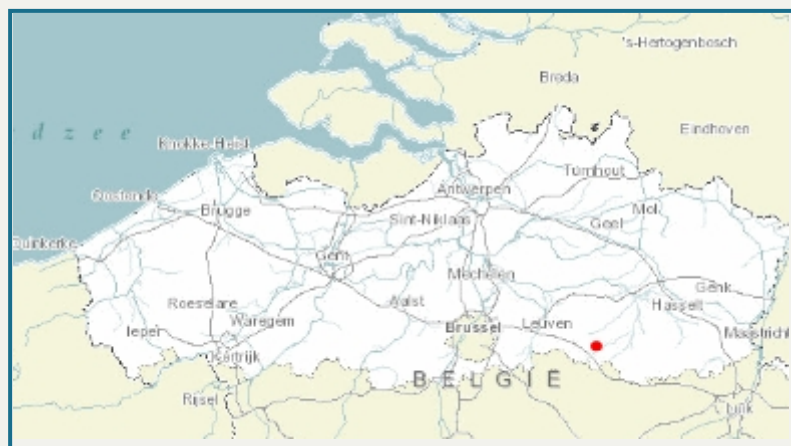 's-Hertogenbosch
Breda
d z e e
Eindhoven
Knokke-Heist
Turnhout
Antwerpen
Oostende
Mol
Brugge
Sint-Niklaas
Geel
Duinkerke
Gent
Mechelen
Genk
Roeselare
Aalst
Hasselt
Waregem
Ieper
Brussel
Leuven
Maastricht
Kortrijk
BELGIË
Rijsel
Luik